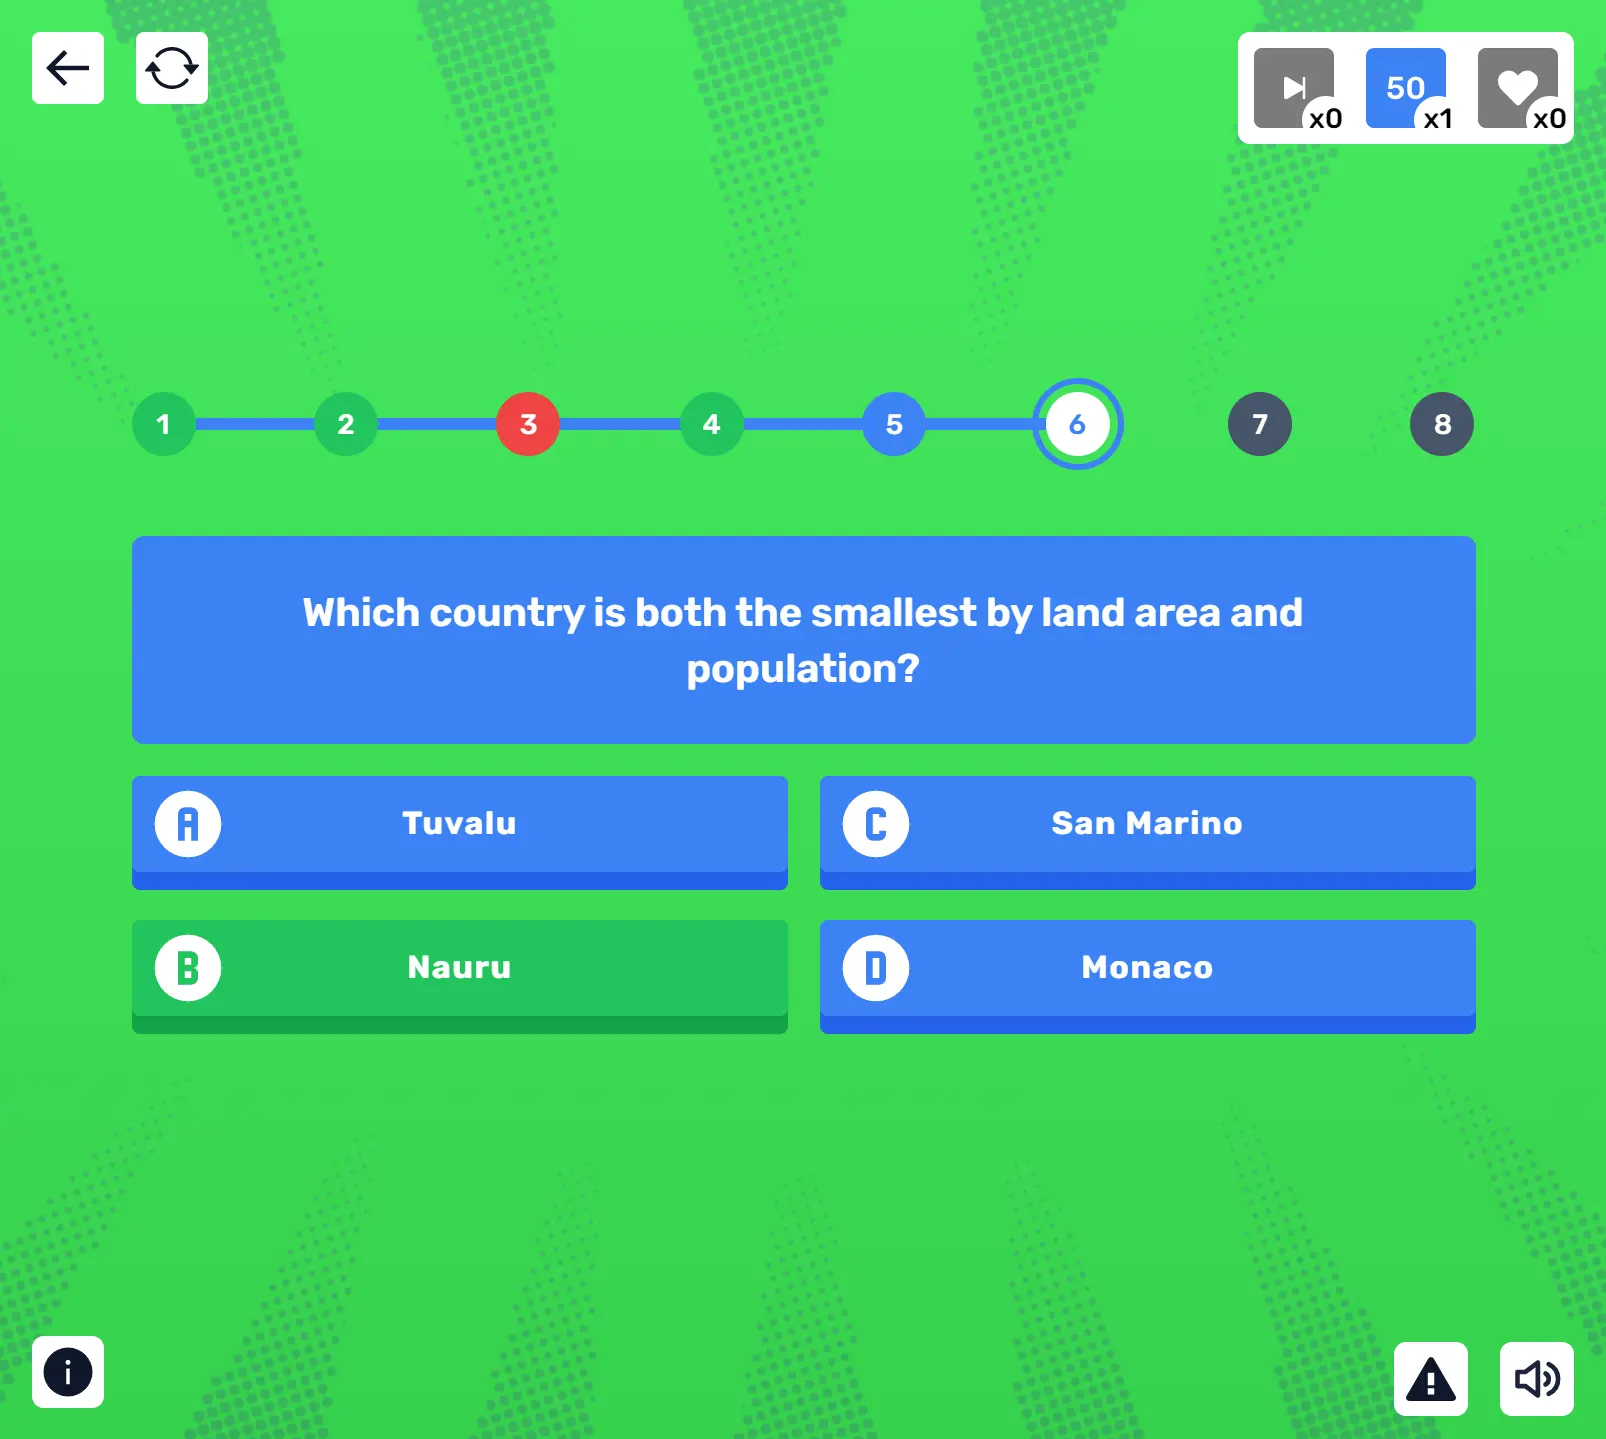 50
x0
x1
x0
1
2
3
4
5
6
7
8
Which country is both the smallest by land area and
population?
A
Tuvalu
C
San Marino
B
Nauru
D
Monaco